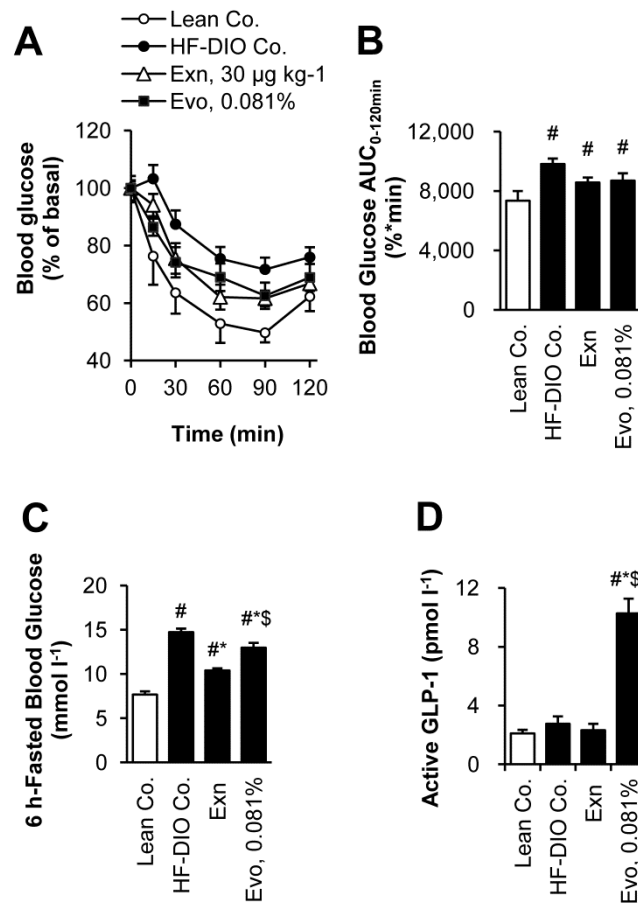 A
Lean Co.
HF-DIO Co.
Exn, 30 µg kg-1
Evo, 0.081%
Blood glucose
(% of basal)
120
100
80
60
40
0 30 60 90 120
Time (min)
B
Blood Glucose AUC0-120min
(%*min)
12,000
8,000
4,000
0
# # #
Lean Co.
HF-DIO Co.
Exn
Evo, 0.081%
C
6 h-Fasted Blood Glucose
(mmol l-1)
20
15
10
5
0
# #* #*$
Lean Co.
HF-DIO Co.
Exn
Evo, 0.081%
D
Active GLP-1 (pmol l-1)
12
9
6
3
0
#*$
Lean Co.
HF-DIO Co.
Exn
Evo, 0.081%